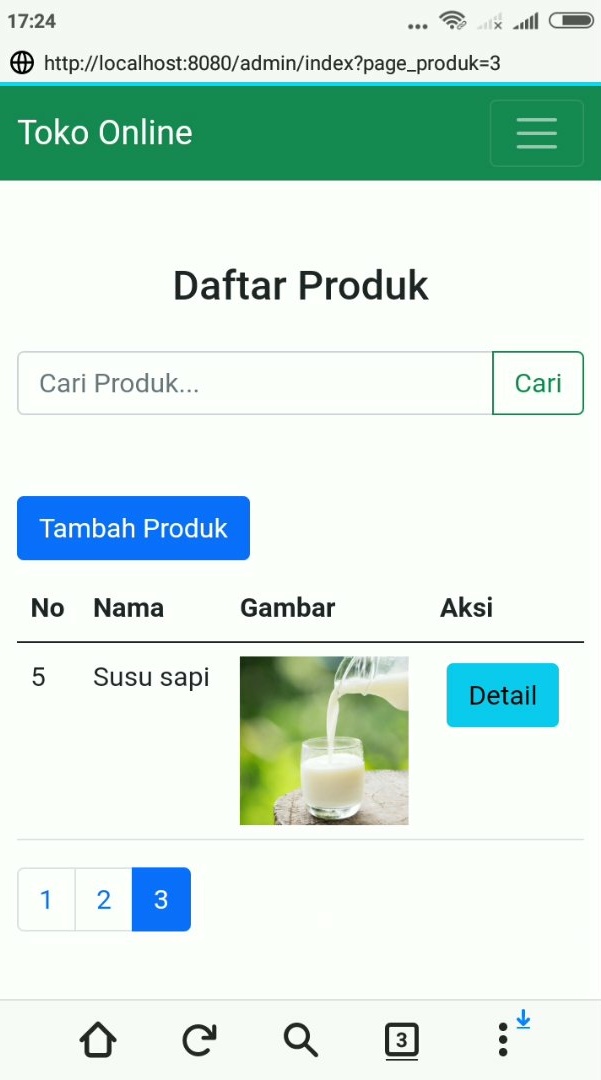 17:24
http://localhost:8080/admin/index?page_produk=3
Toko Online
Daftar Produk
Cari Produk... Cari
Tambah Produk
No Nama Gambar Aksi
5 Susu sapi Detail
1 2 3
3